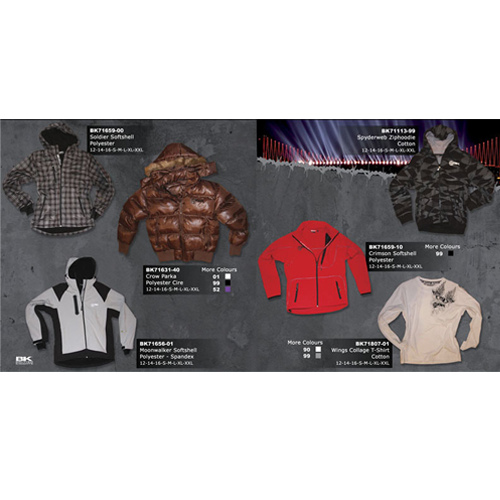 BK71659-00
Soldier Softshell
Polyester
12-14-16-S-M-L-XL-XXL
BK71631-40
Crow Parka
Polyester Cire
12-14-16-S-M-L-XL-XXL
More Colours
01
99
52
BK71656-01
Moonwalker Softshell
Polyester - Spandex
12-14-16-S-M-L-XL-XXL
BK
BK71113-99
Spyderweb Ziphoodie
Cotton
12-14-16-S-M-L-XL-XXL
BK71659-10
Crimson Softshell
Polyester
12-14-16-S-M-L-XL-XXL
More Colours
99
More Colours
90
99
BK71807-01
Wings Collage T-Shirt
Cotton
12-14-16-S-M-L-XL-XXL